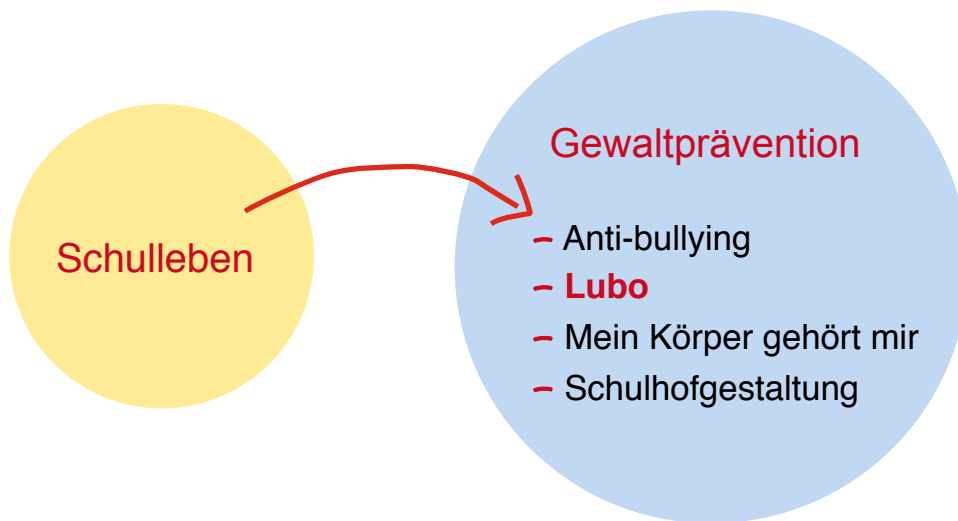 Schulleben
Gewaltprävention
– Anti-bullying
– Lubo
– Mein Körper gehört mir
– Schulhofgestaltung